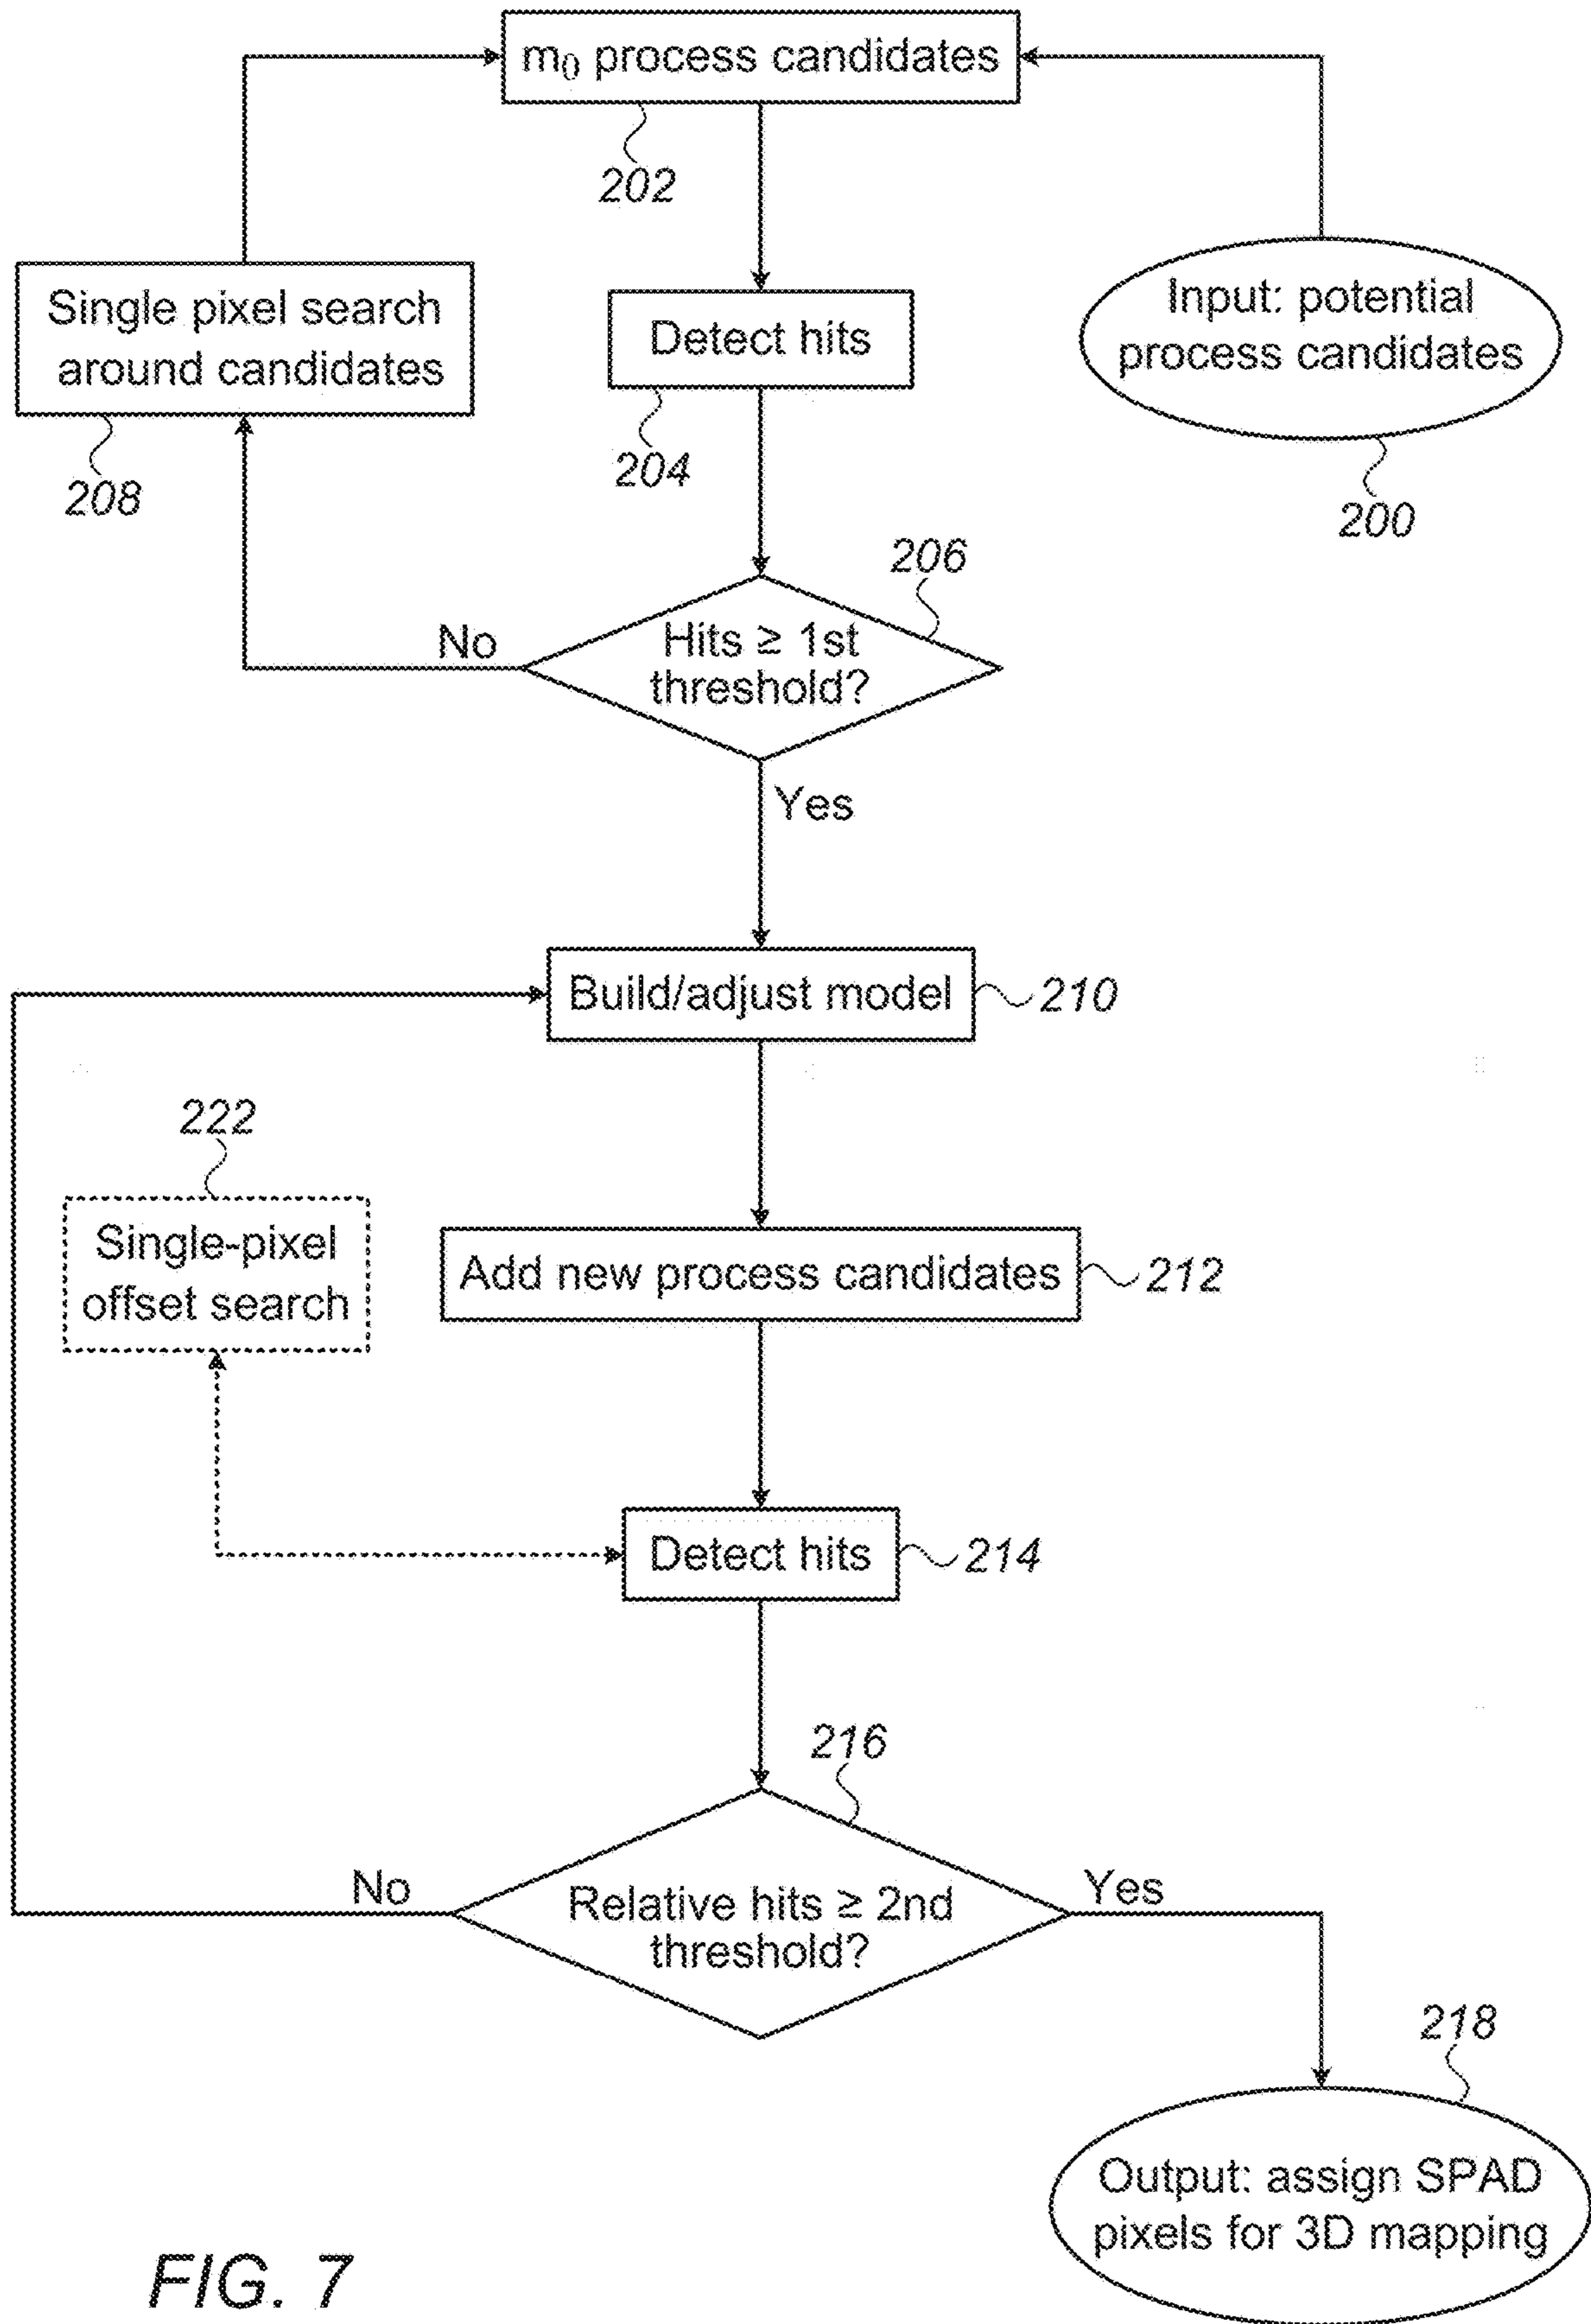 m₀ process candidates
202
Single pixel search
around candidates
208
Detect hits
204
Input: potential
process candidates
200
206
Hits ≥ 1st
threshold?
No
Yes
Build/adjust model
210
222
Single-pixel
offset search
Add new process candidates
212
Detect hits
214
216
Relative hits ≥ 2nd
threshold?
No
Yes
218
Output: assign SPAD
pixels for 3D mapping
FIG. 7